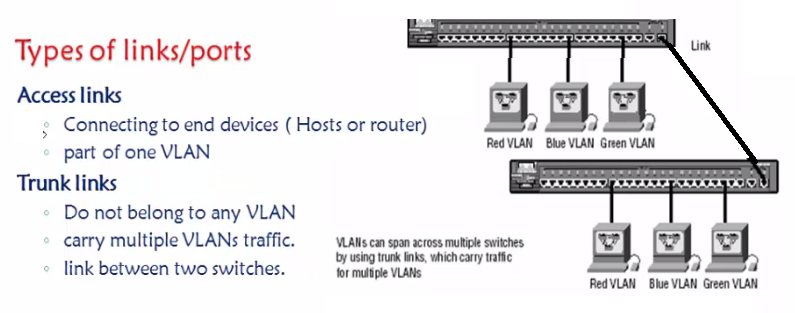 Types of links/ports
Access links
Connecting to end devices ( Hosts or router)
part of one VLAN
Trunk links
Do not belong to any VLAN
carry multiple VLANs traffic.
link between two switches.
Link
Red VLAN Blue VLAN Green VLAN
VLANs can span across multiple switches
by using trunk links, which carry traffic
for multiple VLANs
Red VLAN Blue VLAN Green VLAN